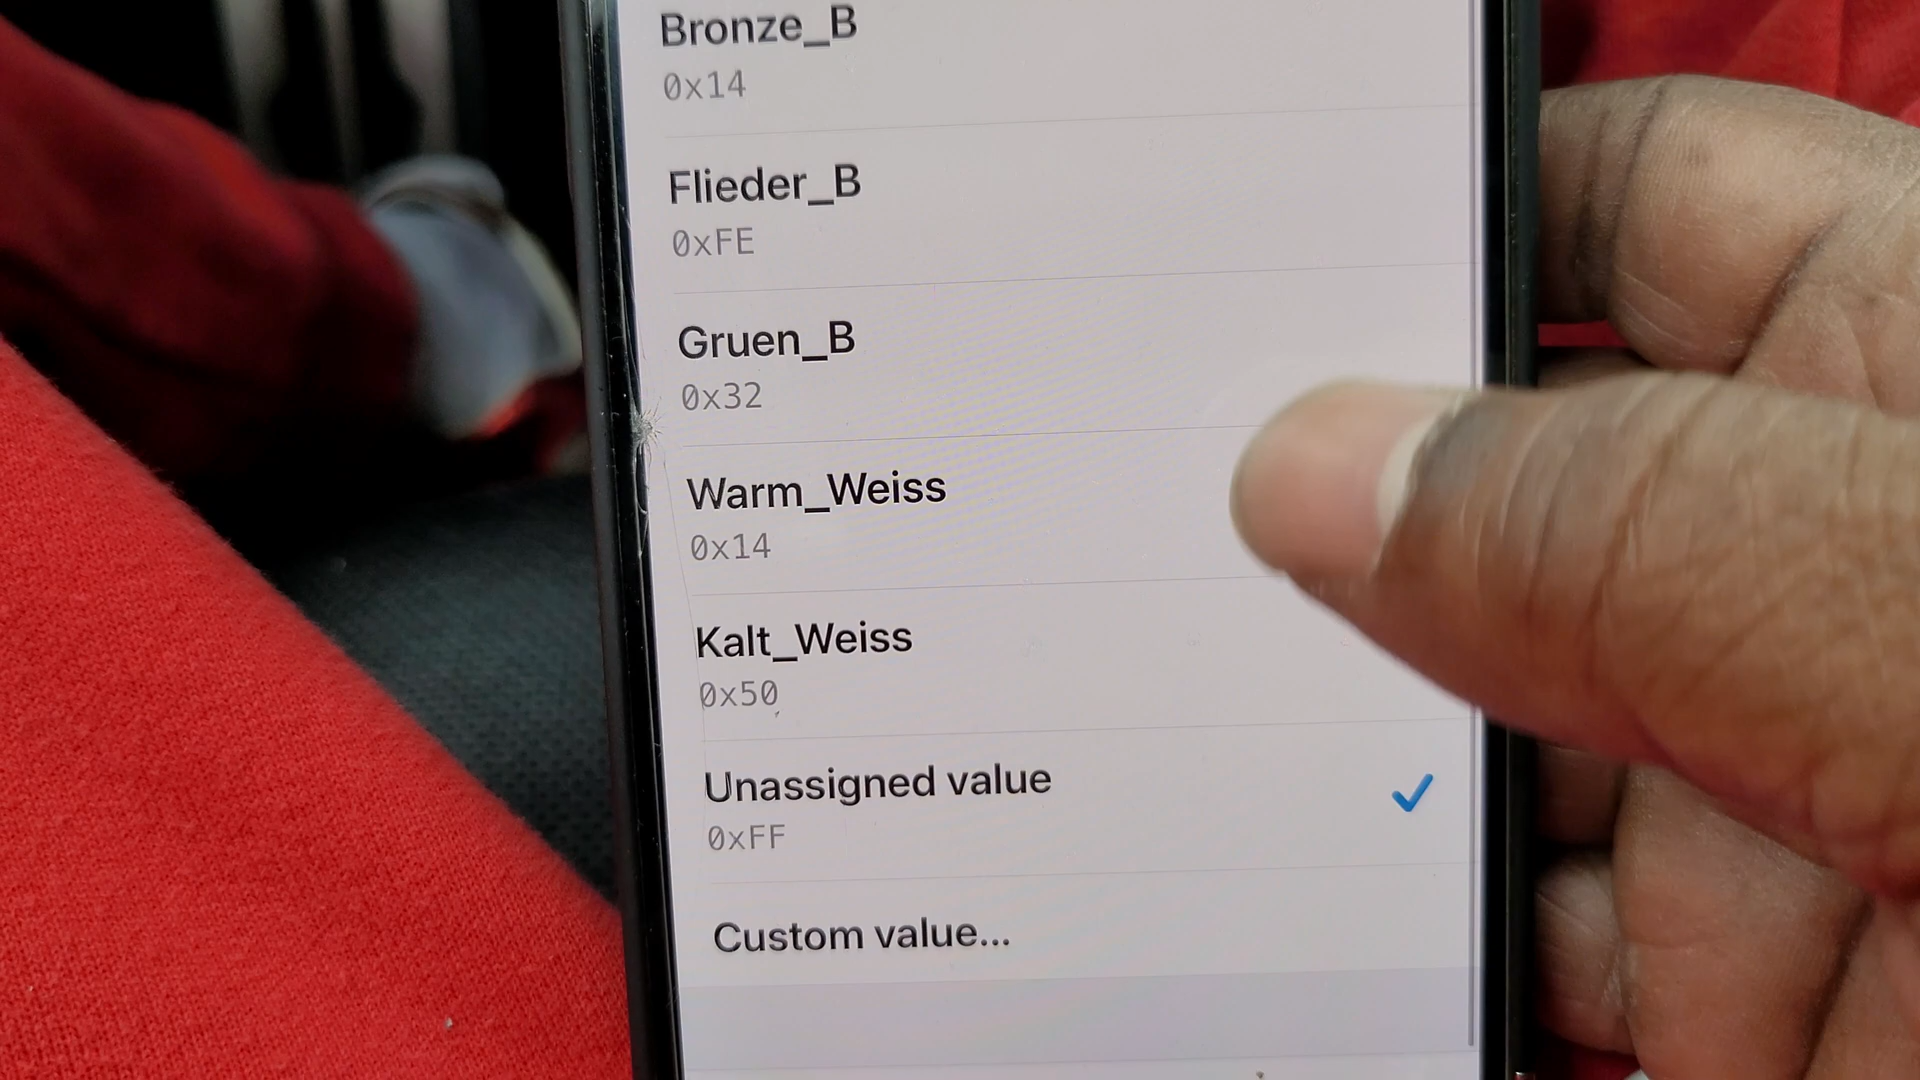 Bronze_B
0x14
Flieder_B
0xFE
Gruen_B
0x32
Warm_Weiss
0x14
Kalt_Weiss
0x50
Unassigned value
0xFF
Custom value...